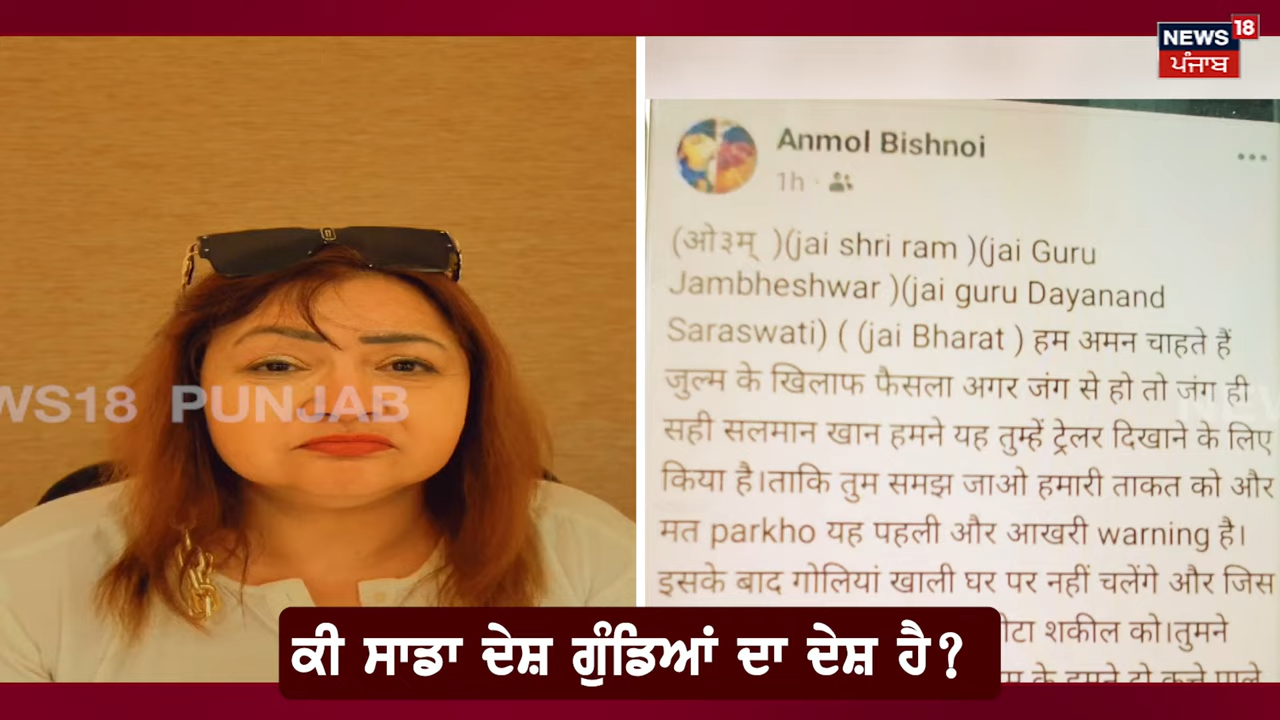 NEWS 18
ਪੰਜਾਬ
WS18 PUNJAB
Anmol Bishnoi
1h
(ओ३म् )(jai shri ram )(jai Guru
Jambheshwar )(jai guru Dayanand
Saraswati) ( (jai Bharat ) हम अमन चाहते हैं
जुल्म के खिलाफ फैसला अगर जंग से हो तो जंग ही
सही सलमान खान हमने यह तुम्हें ट्रेलर दिखाने के लिए
किया है।ताकि तुम समझ जाओ हमारी ताकत को और
मत parkho यह पहली और आखरी warning है।
इसके बाद गोलियां खाली घर पर नहीं चलेंगे और जिस
शकील को।तुमने
ਕੀ ਸਾਡਾ ਦੇਸ਼ ਗੁੰਡਿਆਂ ਦਾ ਦੇਸ਼ ਹੈ?